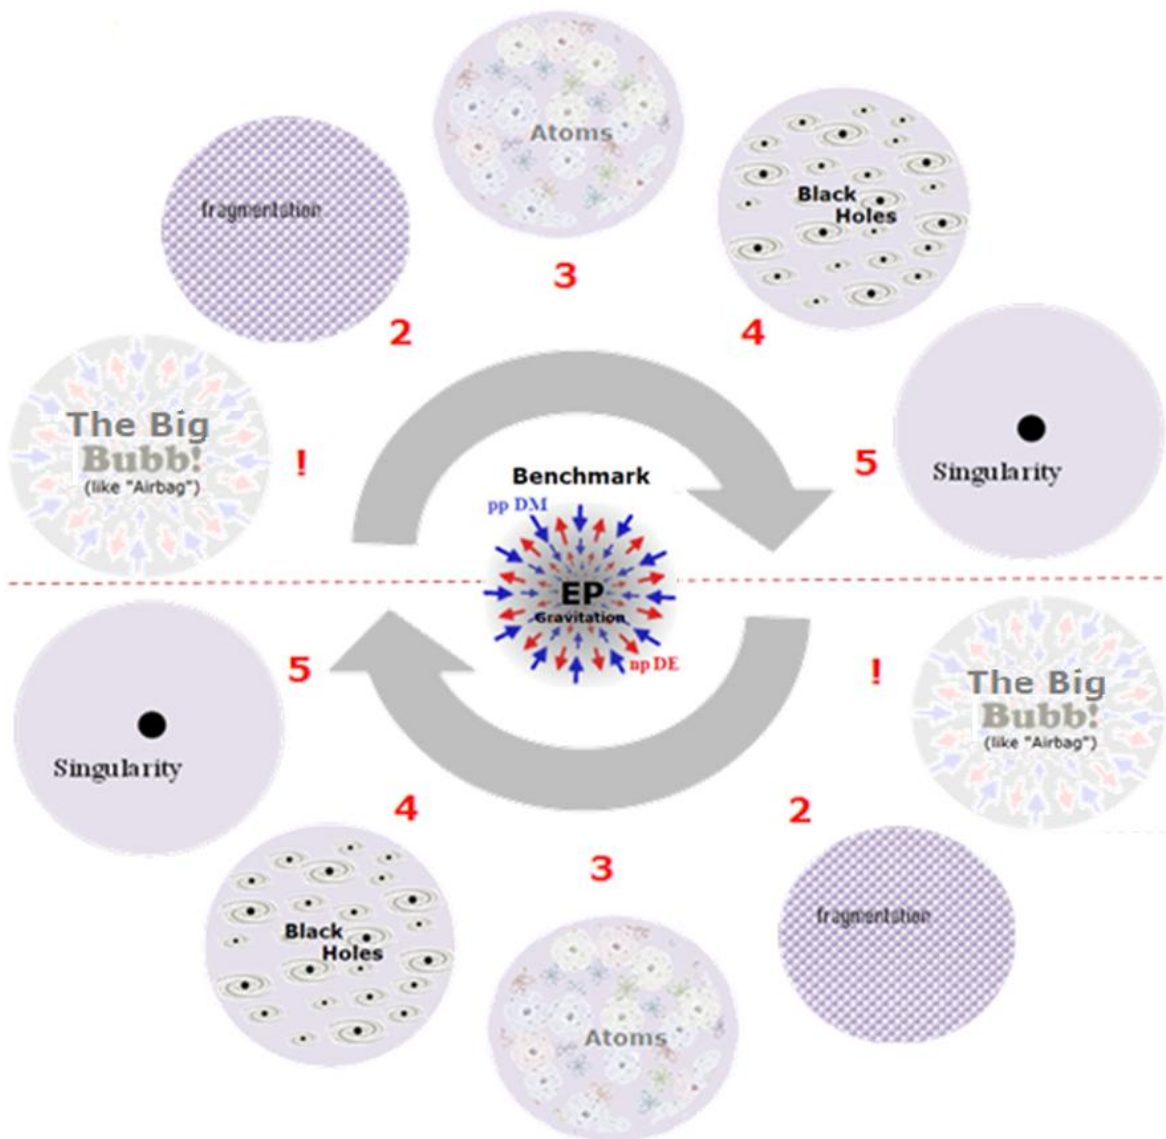 Atoms
3
fragmentation
2
Black
Holes
4
The Big
Bubb!
(like "Airbag")
!
5
Singularity
Benchmark
pp DM
EP
Gravitation
np DE
5
Singularity
!
The Big
Bubb!
(like "Airbag")
4
Black
Holes
3
Atoms
2
fragmentation